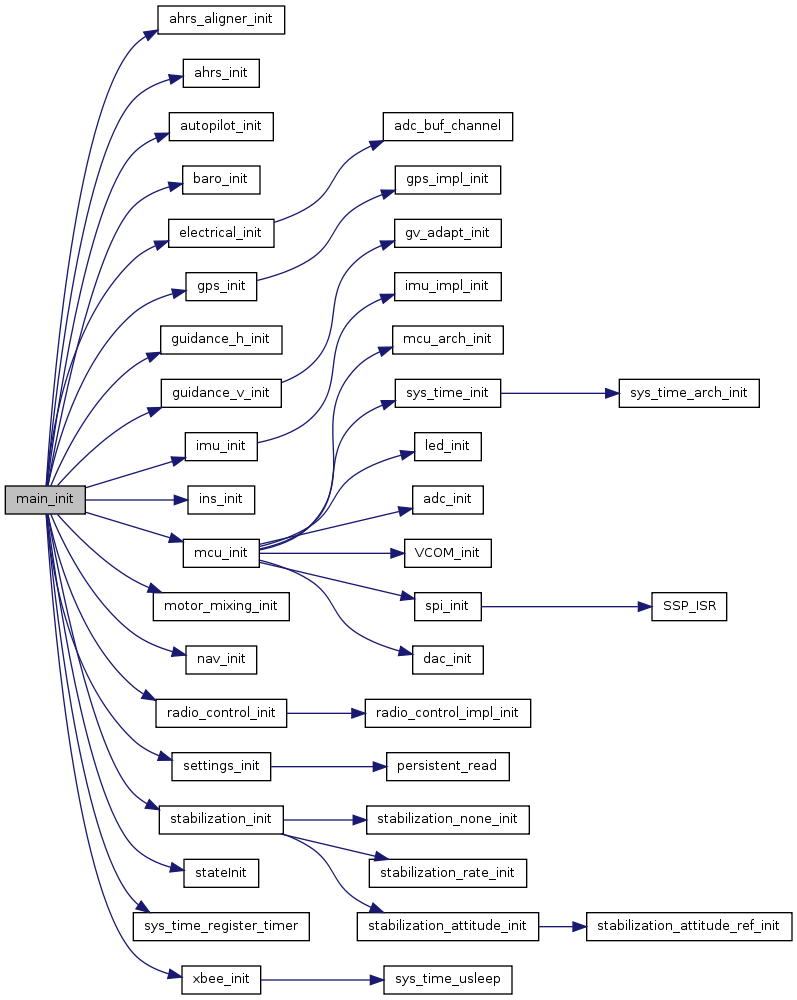 main_init
ahrs_aligner_init
ahrs_init
autopilot_init
baro_init
electrical_init
gps_init
guidance_h_init
guidance_v_init
imu_init
ins_init
mcu_init
motor_mixing_init
nav_init
radio_control_init
settings_init
stabilization_init
stateInit
sys_time_register_timer
xbee_init
adc_buf_channel
gps_impl_init
gv_adapt_init
imu_impl_init
mcu_arch_init
sys_time_init
led_init
adc_init
VCOM_init
spi_init
dac_init
radio_control_impl_init
persistent_read
stabilization_none_init
stabilization_rate_init
stabilization_attitude_init
sys_time_usleep
sys_time_arch_init
SSP_ISR
stabilization_attitude_ref_init